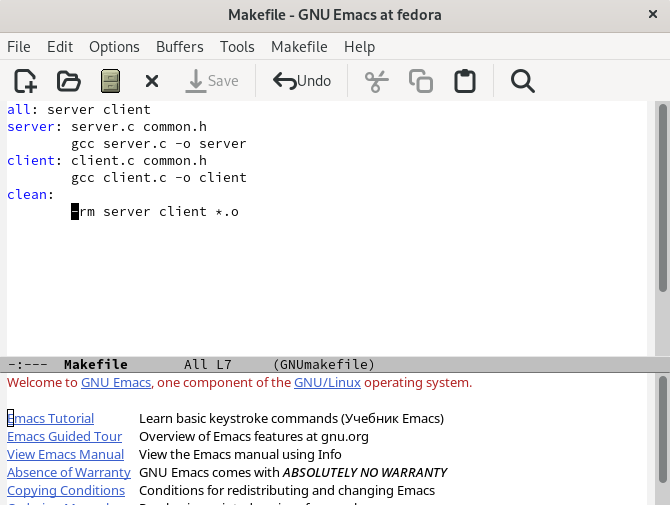 Makefile - GNU Emacs at fedora
File Edit Options Buffers Tools Makefile Help
Save Undo
all: server client
server: server.c common.h
gcc server.c -o server
client: client.c common.h
gcc client.c -o client
clean:
-rm server client *.o
-:--- Makefile All L7 (GNUmakefile)
Welcome to GNU Emacs, one component of the GNU/Linux operating system.
Emacs Tutorial Learn basic keystroke commands (Учебник Emacs)
Emacs Guided Tour Overview of Emacs features at gnu.org
View Emacs Manual View the Emacs manual using Info
Absence of Warranty GNU Emacs comes with ABSOLUTELY NO WARRANTY
Copying Conditions Conditions for redistributing and changing Emacs